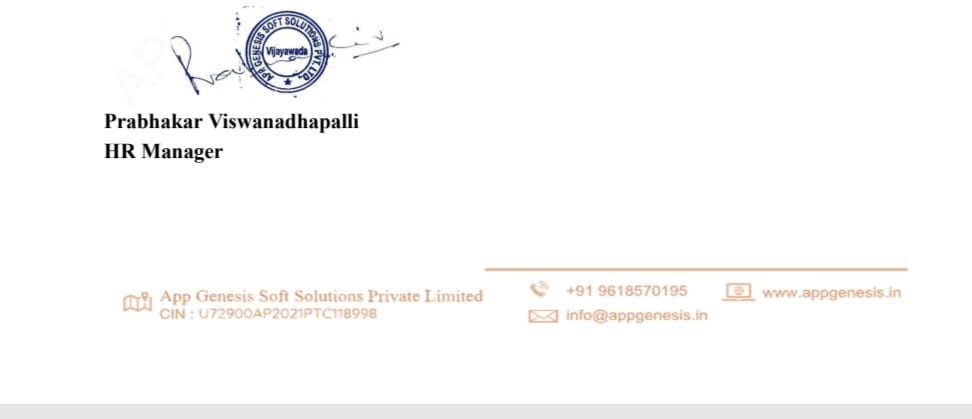 APP GENESIS SOFT SOLUTIONS PVT. LTD.
Vijayawada
Prabhakar Viswanadhapalli
HR Manager
App Genesis Soft Solutions Private Limited
CIN : U72900AP2021PTC118998
+91 9618570195
www.appgenesis.in
info@appgenesis.in